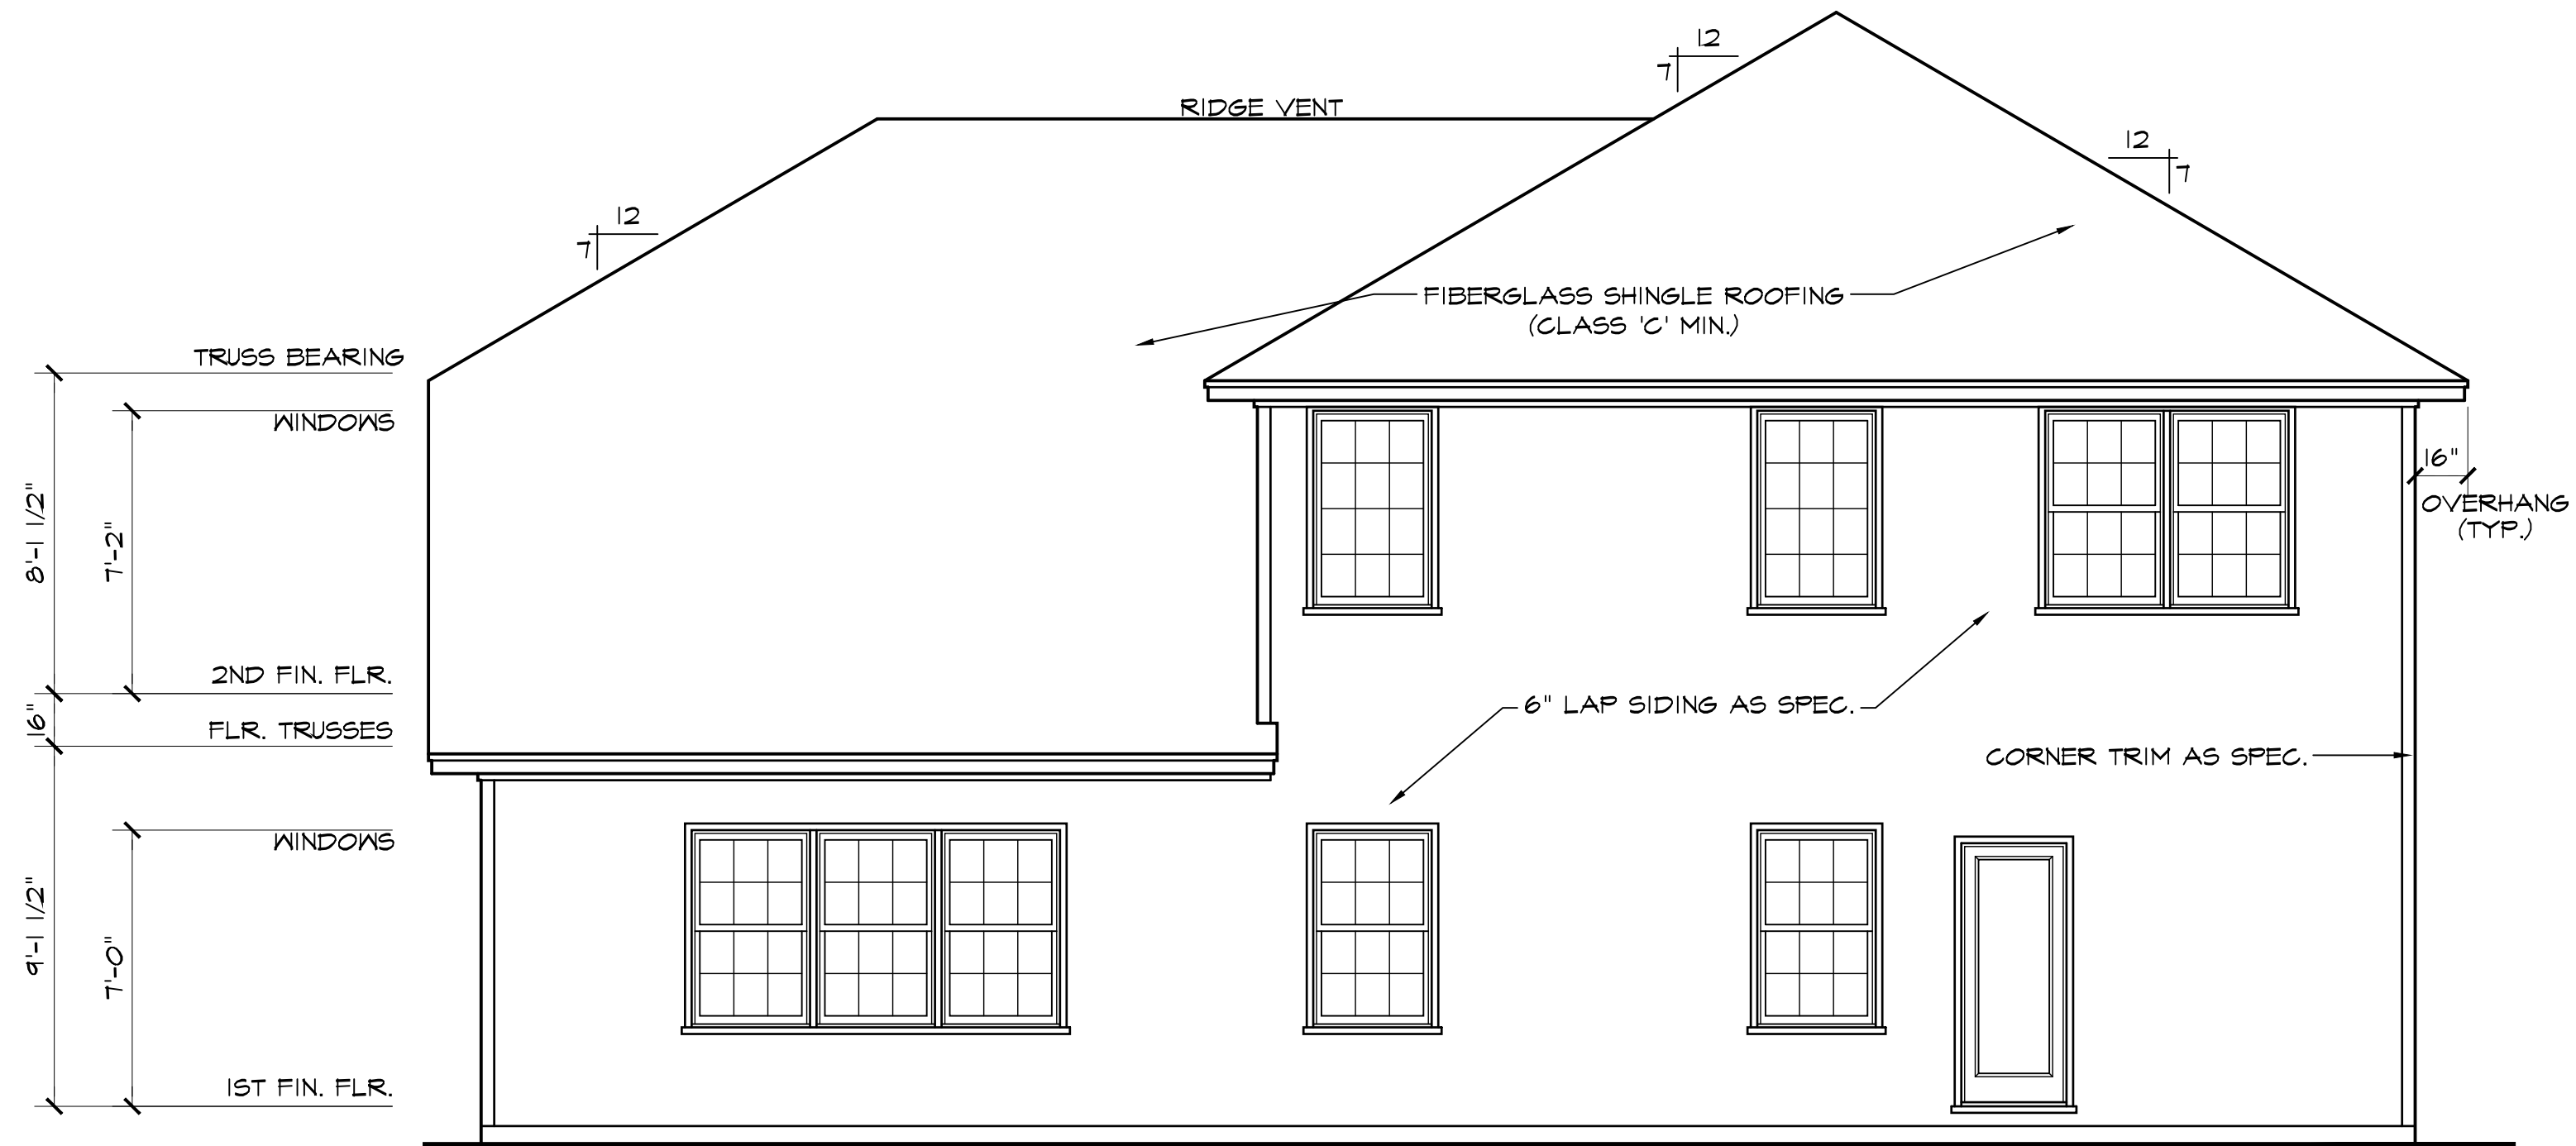 12
7
RIDGE VENT
12
7
12
7
FIBERGLASS SHINGLE ROOFING
(CLASS 'C' MIN.)
TRUSS BEARING
WINDOWS
8'-1 1/2"
7'-2"
16"
OVERHANG
(TYP.)
2ND FIN. FLR.
16"
FLR. TRUSSES
6" LAP SIDING AS SPEC.
CORNER TRIM AS SPEC.
WINDOWS
9'-1 1/2"
7'-0"
1ST FIN. FLR.